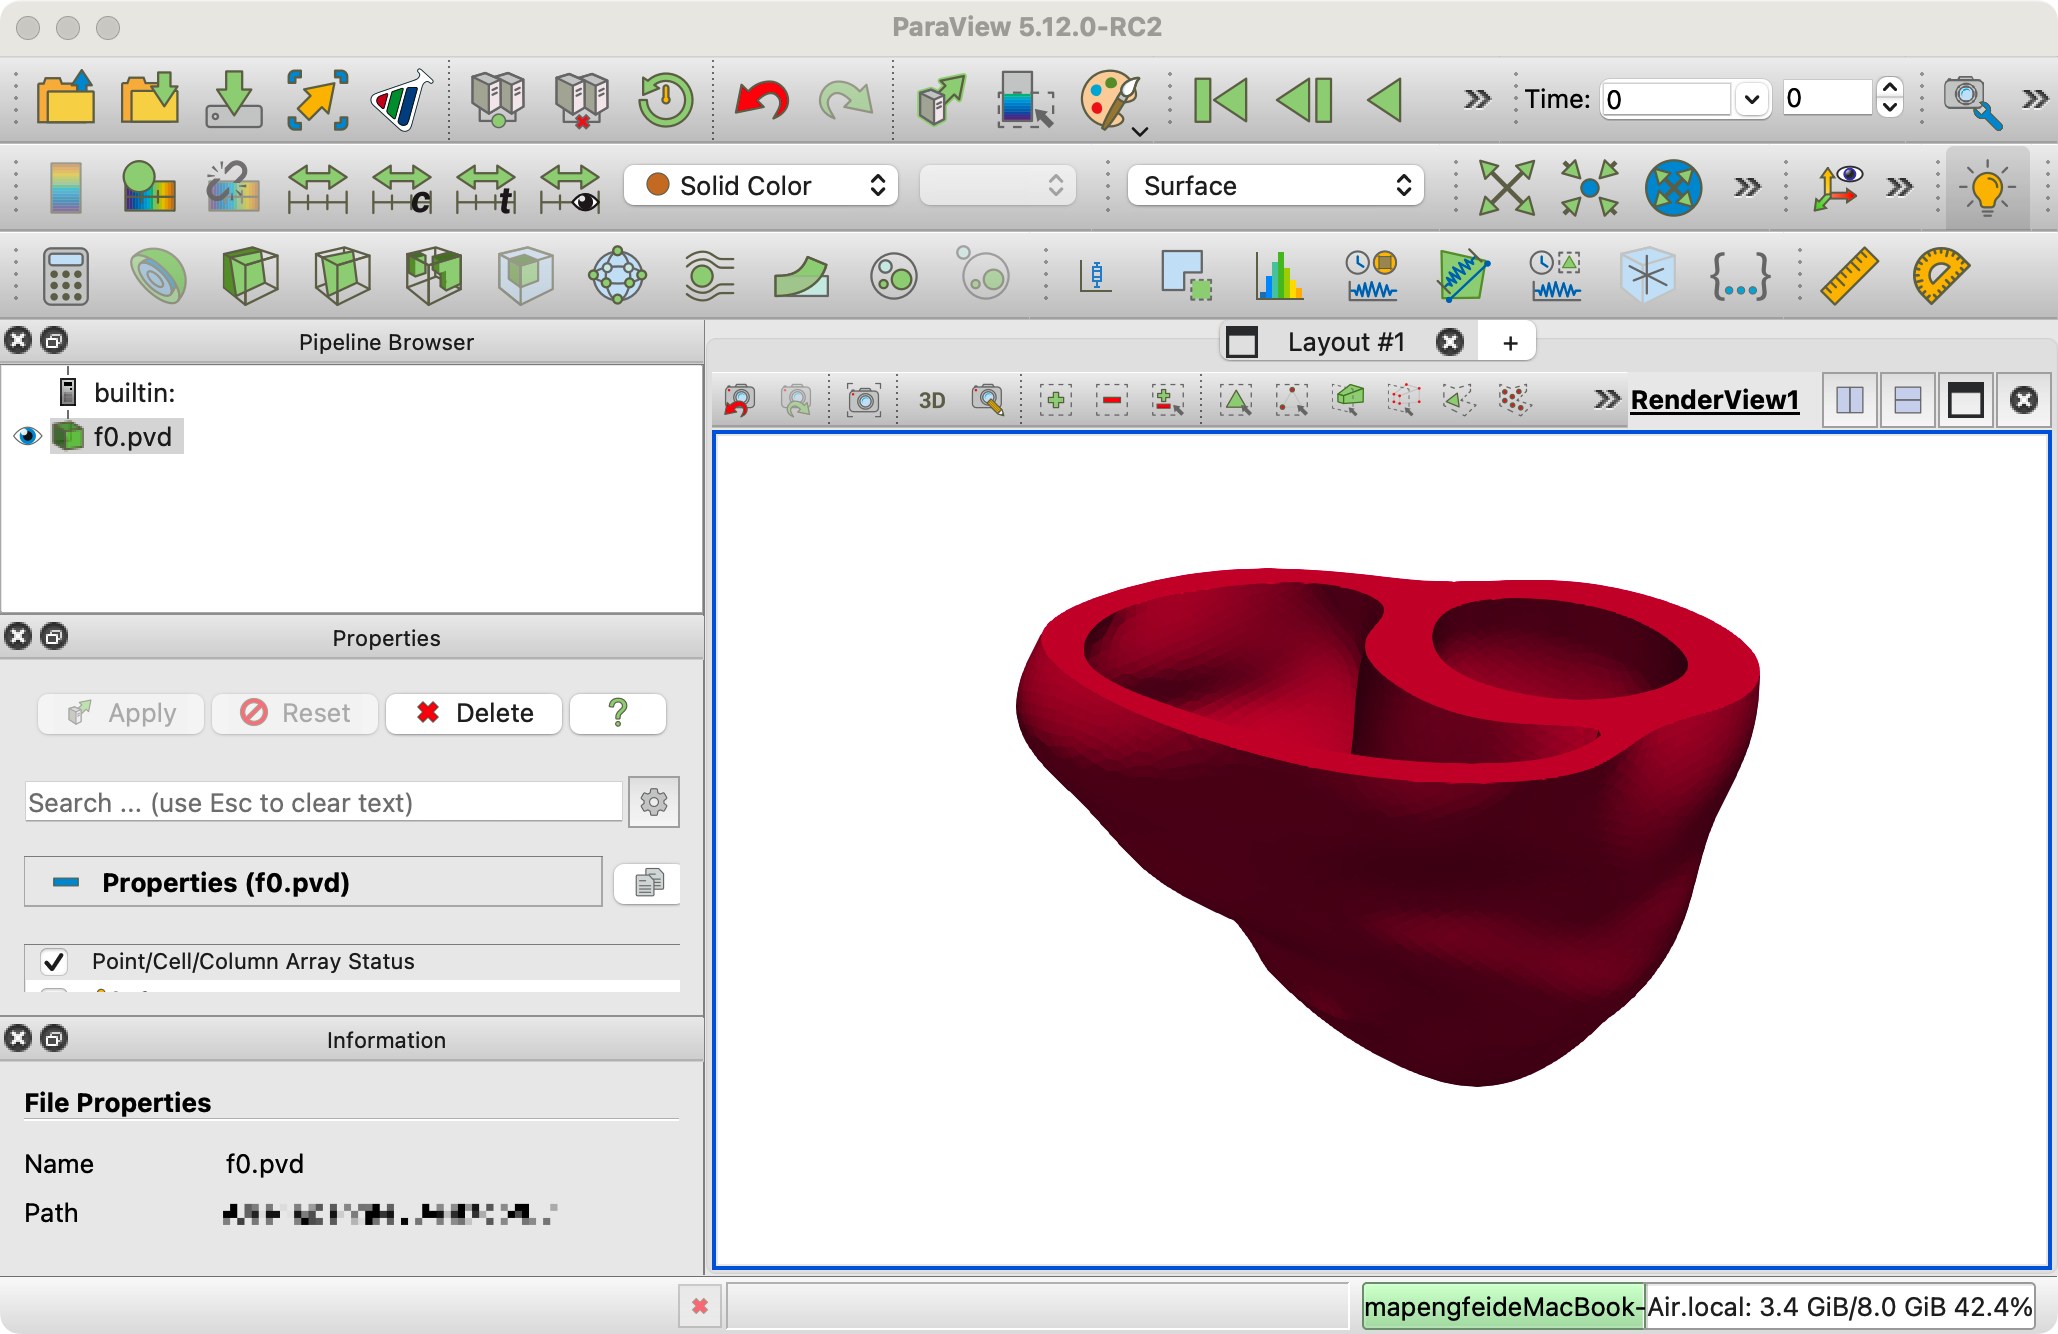 ParaView 5.12.0-RC2
Time: 0 0
c t
Solid Color
Surface
Pipeline Browser
builtin:
f0.pvd
Properties
Apply Reset Delete ?
Search ... (use Esc to clear text)
Properties (f0.pvd)
Point/Cell/Column Array Status
Information
File Properties
Name f0.pvd
Path
Layout #1 +
3D
RenderView1
mapengfeideMacBook-Air.local: 3.4 GiB/8.0 GiB 42.4%